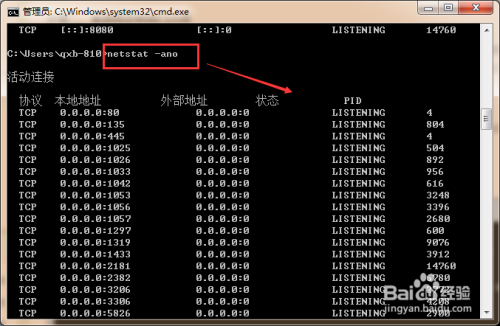 管理员: C:\Windows\system32\cmd.exe
TCP [::]:8080 [::]:0 LISTENING 14760
C:\Users\qxb-810>netstat -ano
活动连接
协议 本地地址 外部地址 状态 PID
TCP 0.0.0.0:80 0.0.0.0:0 LISTENING 4
TCP 0.0.0.0:135 0.0.0.0:0 LISTENING 804
TCP 0.0.0.0:445 0.0.0.0:0 LISTENING 4
TCP 0.0.0.0:1025 0.0.0.0:0 LISTENING 504
TCP 0.0.0.0:1026 0.0.0.0:0 LISTENING 892
TCP 0.0.0.0:1033 0.0.0.0:0 LISTENING 956
TCP 0.0.0.0:1042 0.0.0.0:0 LISTENING 616
TCP 0.0.0.0:1053 0.0.0.0:0 LISTENING 3248
TCP 0.0.0.0:1056 0.0.0.0:0 LISTENING 3396
TCP 0.0.0.0:1057 0.0.0.0:0 LISTENING 2680
TCP 0.0.0.0:1297 0.0.0.0:0 LISTENING 600
TCP 0.0.0.0:1319 0.0.0.0:0 LISTENING 9076
TCP 0.0.0.0:1433 0.0.0.0:0 LISTENING 3912
TCP 0.0.0.0:2181 0.0.0.0:0 LISTENING 14760
TCP 0.0.0.0:2382 0.0.0.0:0 LISTENING
TCP 0.0.0.0:3206 0.0.0.0:0 LISTENING
TCP 0.0.0.0:3306 0.0.0.0:0 LISTENING
TCP 0.0.0.0:5826 0.0.0.0:0 LISTENING
Baidu 经验
jingyan.baidu.com